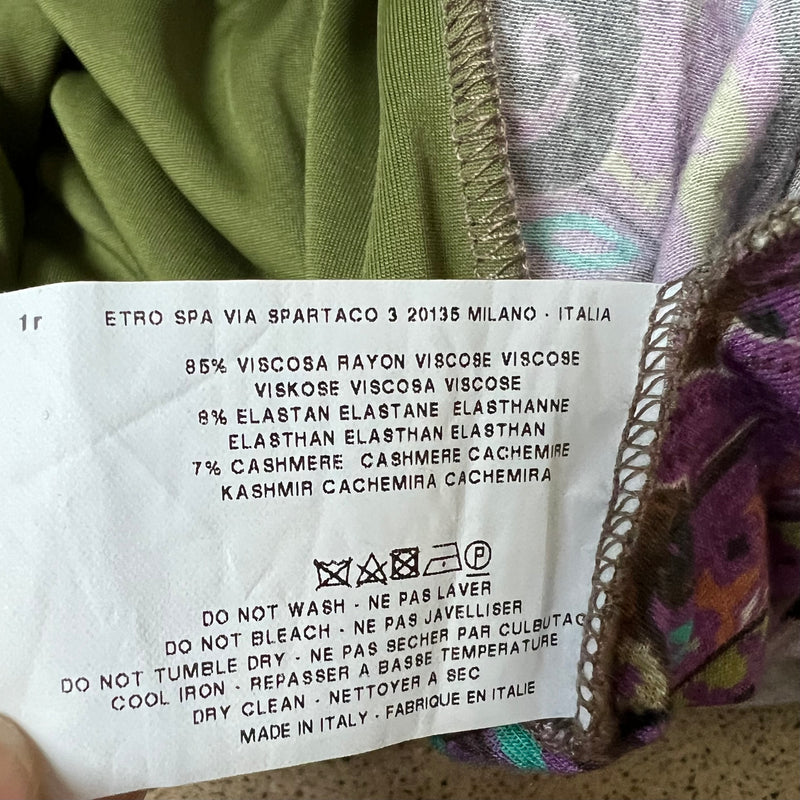 1r
ETRO SPA VIA SPARTACO 3 20135 MILANO · ITALIA
85% VISCOSA RAYON VISCOSE VISCOSE
VISKOSE VISCOSA VISCOSE
8% ELASTAN ELASTANE ELASTHANNE
ELASTHAN ELASTHAN ELASTHAN
7% CASHMERE CASHMERE CACHEMIRE
KASHMIR CACHEMIRA CACHEMIRA
P
DO NOT WASH · NE PAS LAVER
DO NOT BLEACH · NE PAS JAVELLISER
DO NOT TUMBLE DRY · NE PAS SECHER PAR CULBUTAG
COOL IRON · REPASSER A BASSE TEMPERATURE
DRY CLEAN · NETTOYER A SEC
MADE IN ITALY · FABRIQUE EN ITALIE